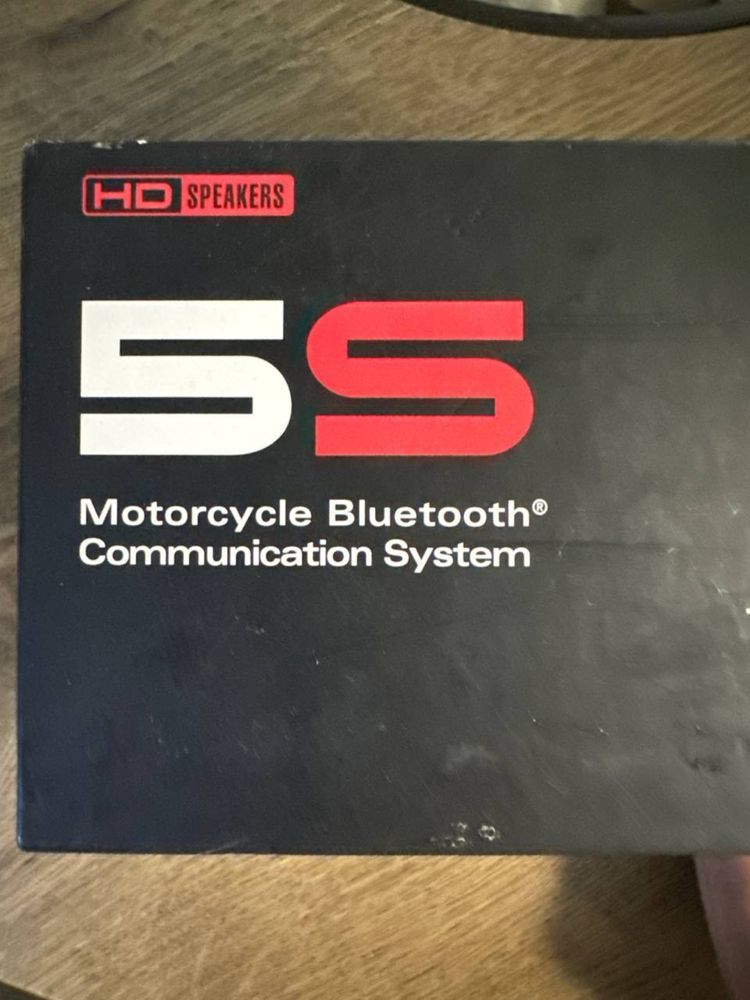 HD SPEAKERS
5S
Motorcycle Bluetooth®
Communication System